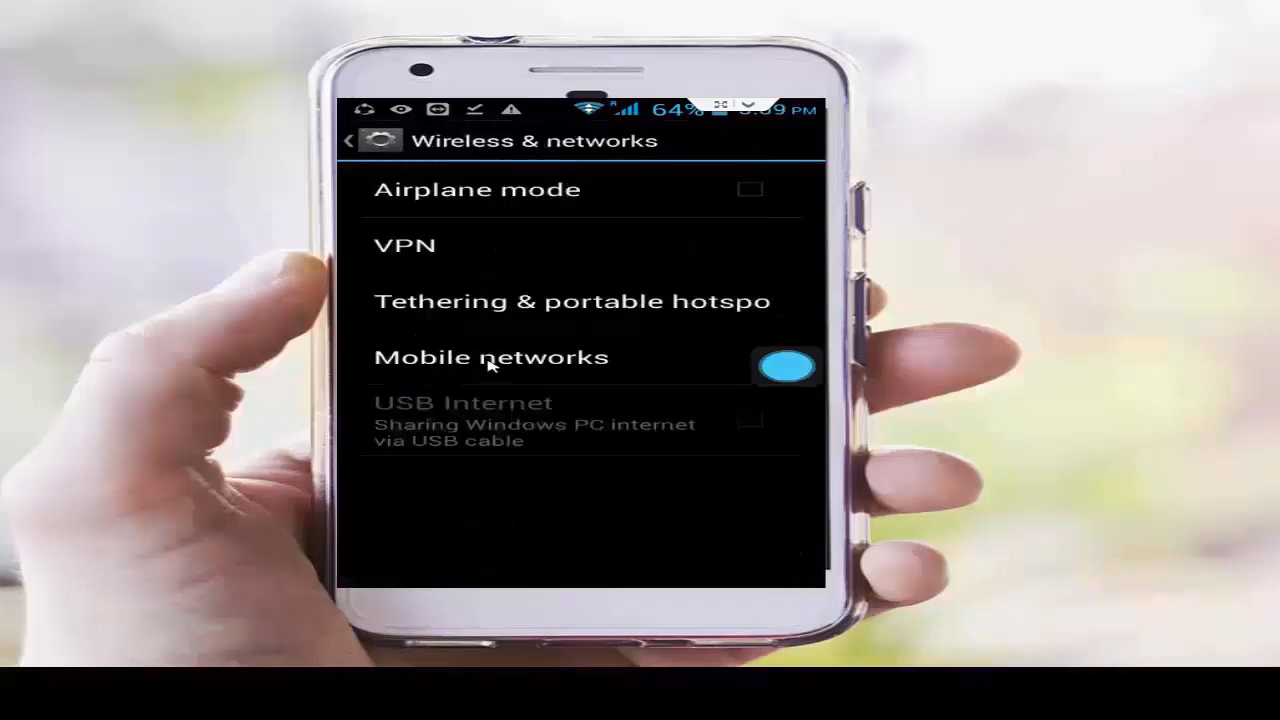 R 64% PM
Wireless & networks
Airplane mode
VPN
Tethering & portable hotspo
Mobile networks
USB Internet
Sharing Windows PC internet
via USB cable